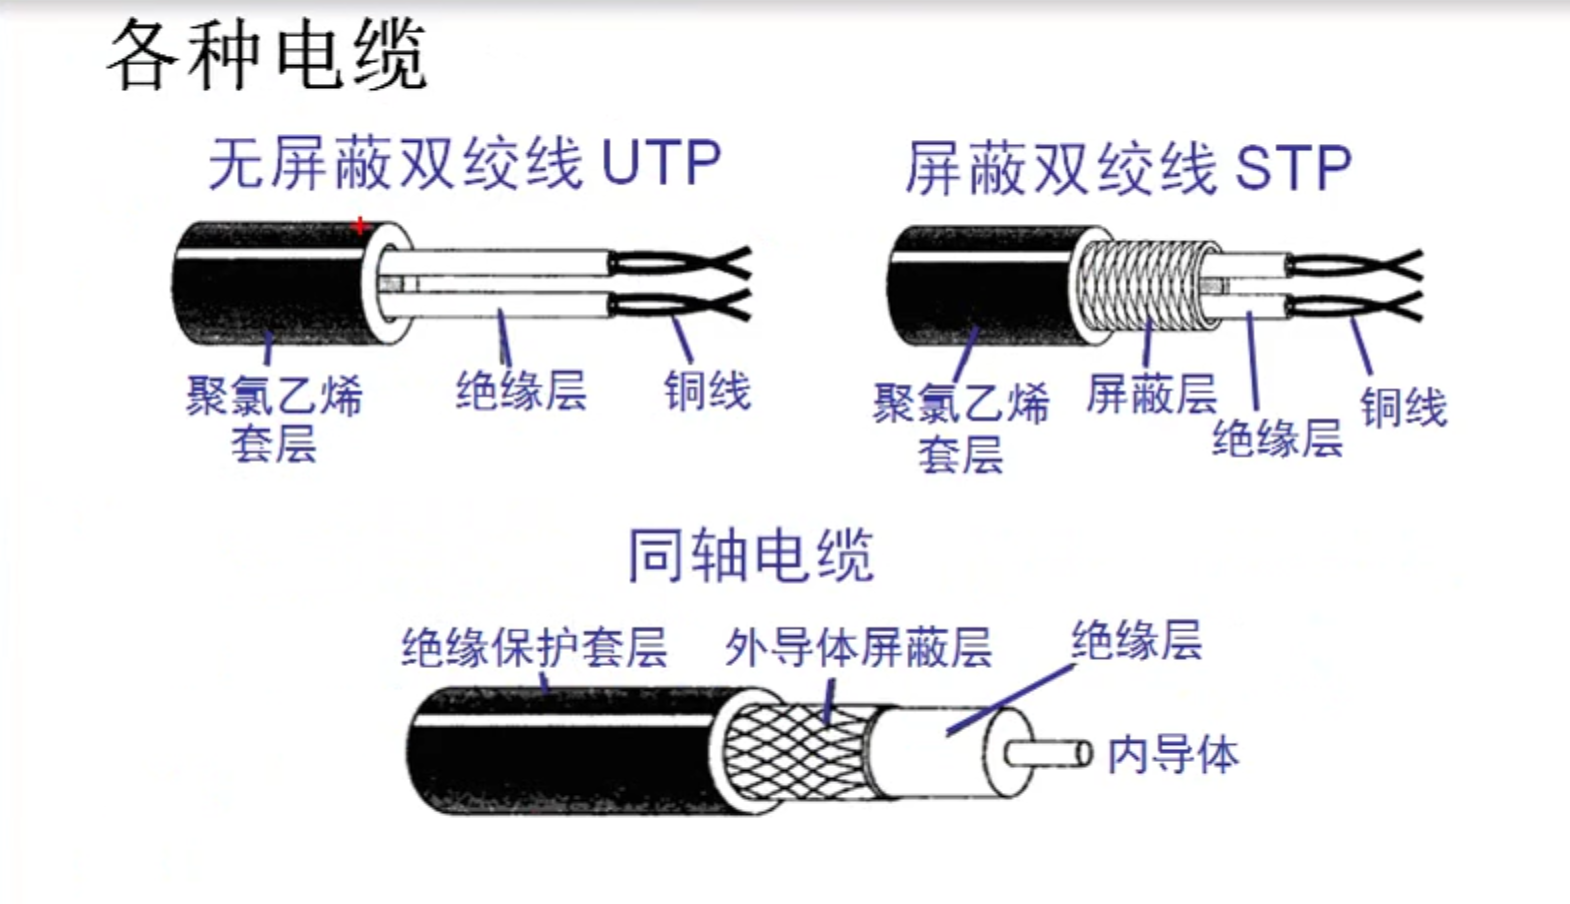 各种电缆
无屏蔽双绞线 UTP
屏蔽双绞线 STP
聚氯乙烯
套层
绝缘层
铜线
聚氯乙烯
套层
屏蔽层
绝缘层
铜线
同轴电缆
绝缘保护套层
外导体屏蔽层
绝缘层
内导体